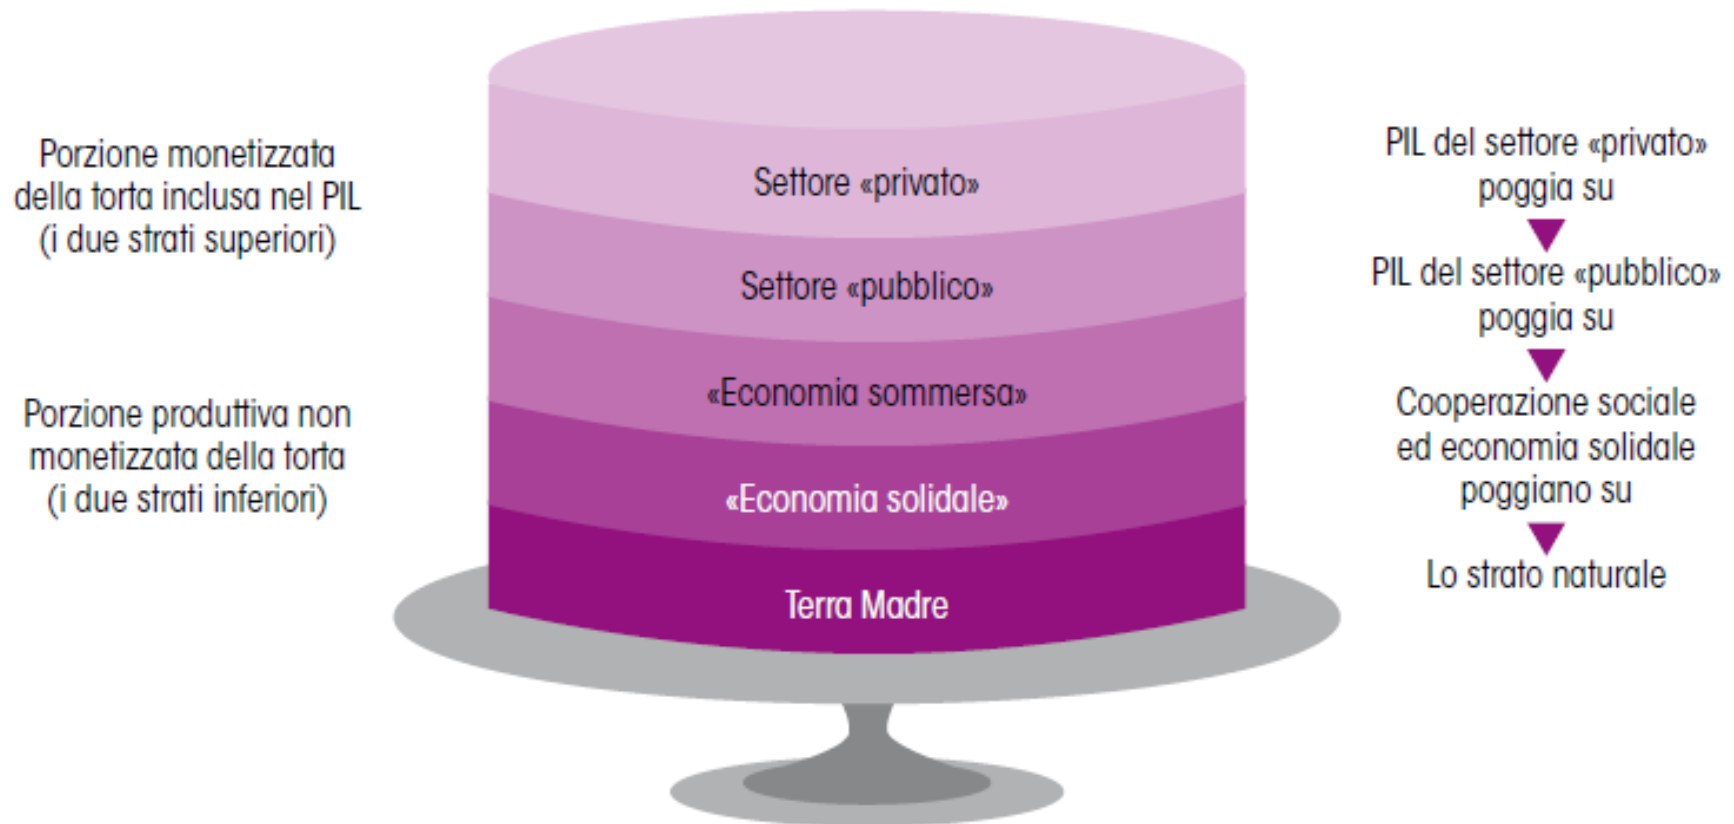 Porzione monetizzata
della torta inclusa nel PIL
(i due strati superiori)
Porzione produttiva non
monetizzata della torta
(i due strati inferiori)
Settore «privato»
Settore «pubblico»
«Economia sommersa»
«Economia solidale»
Terra Madre
PIL del settore «privato»
poggia su
PIL del settore «pubblico»
poggia su
Cooperazione sociale
ed economia solidale
poggiano su
Lo strato naturale